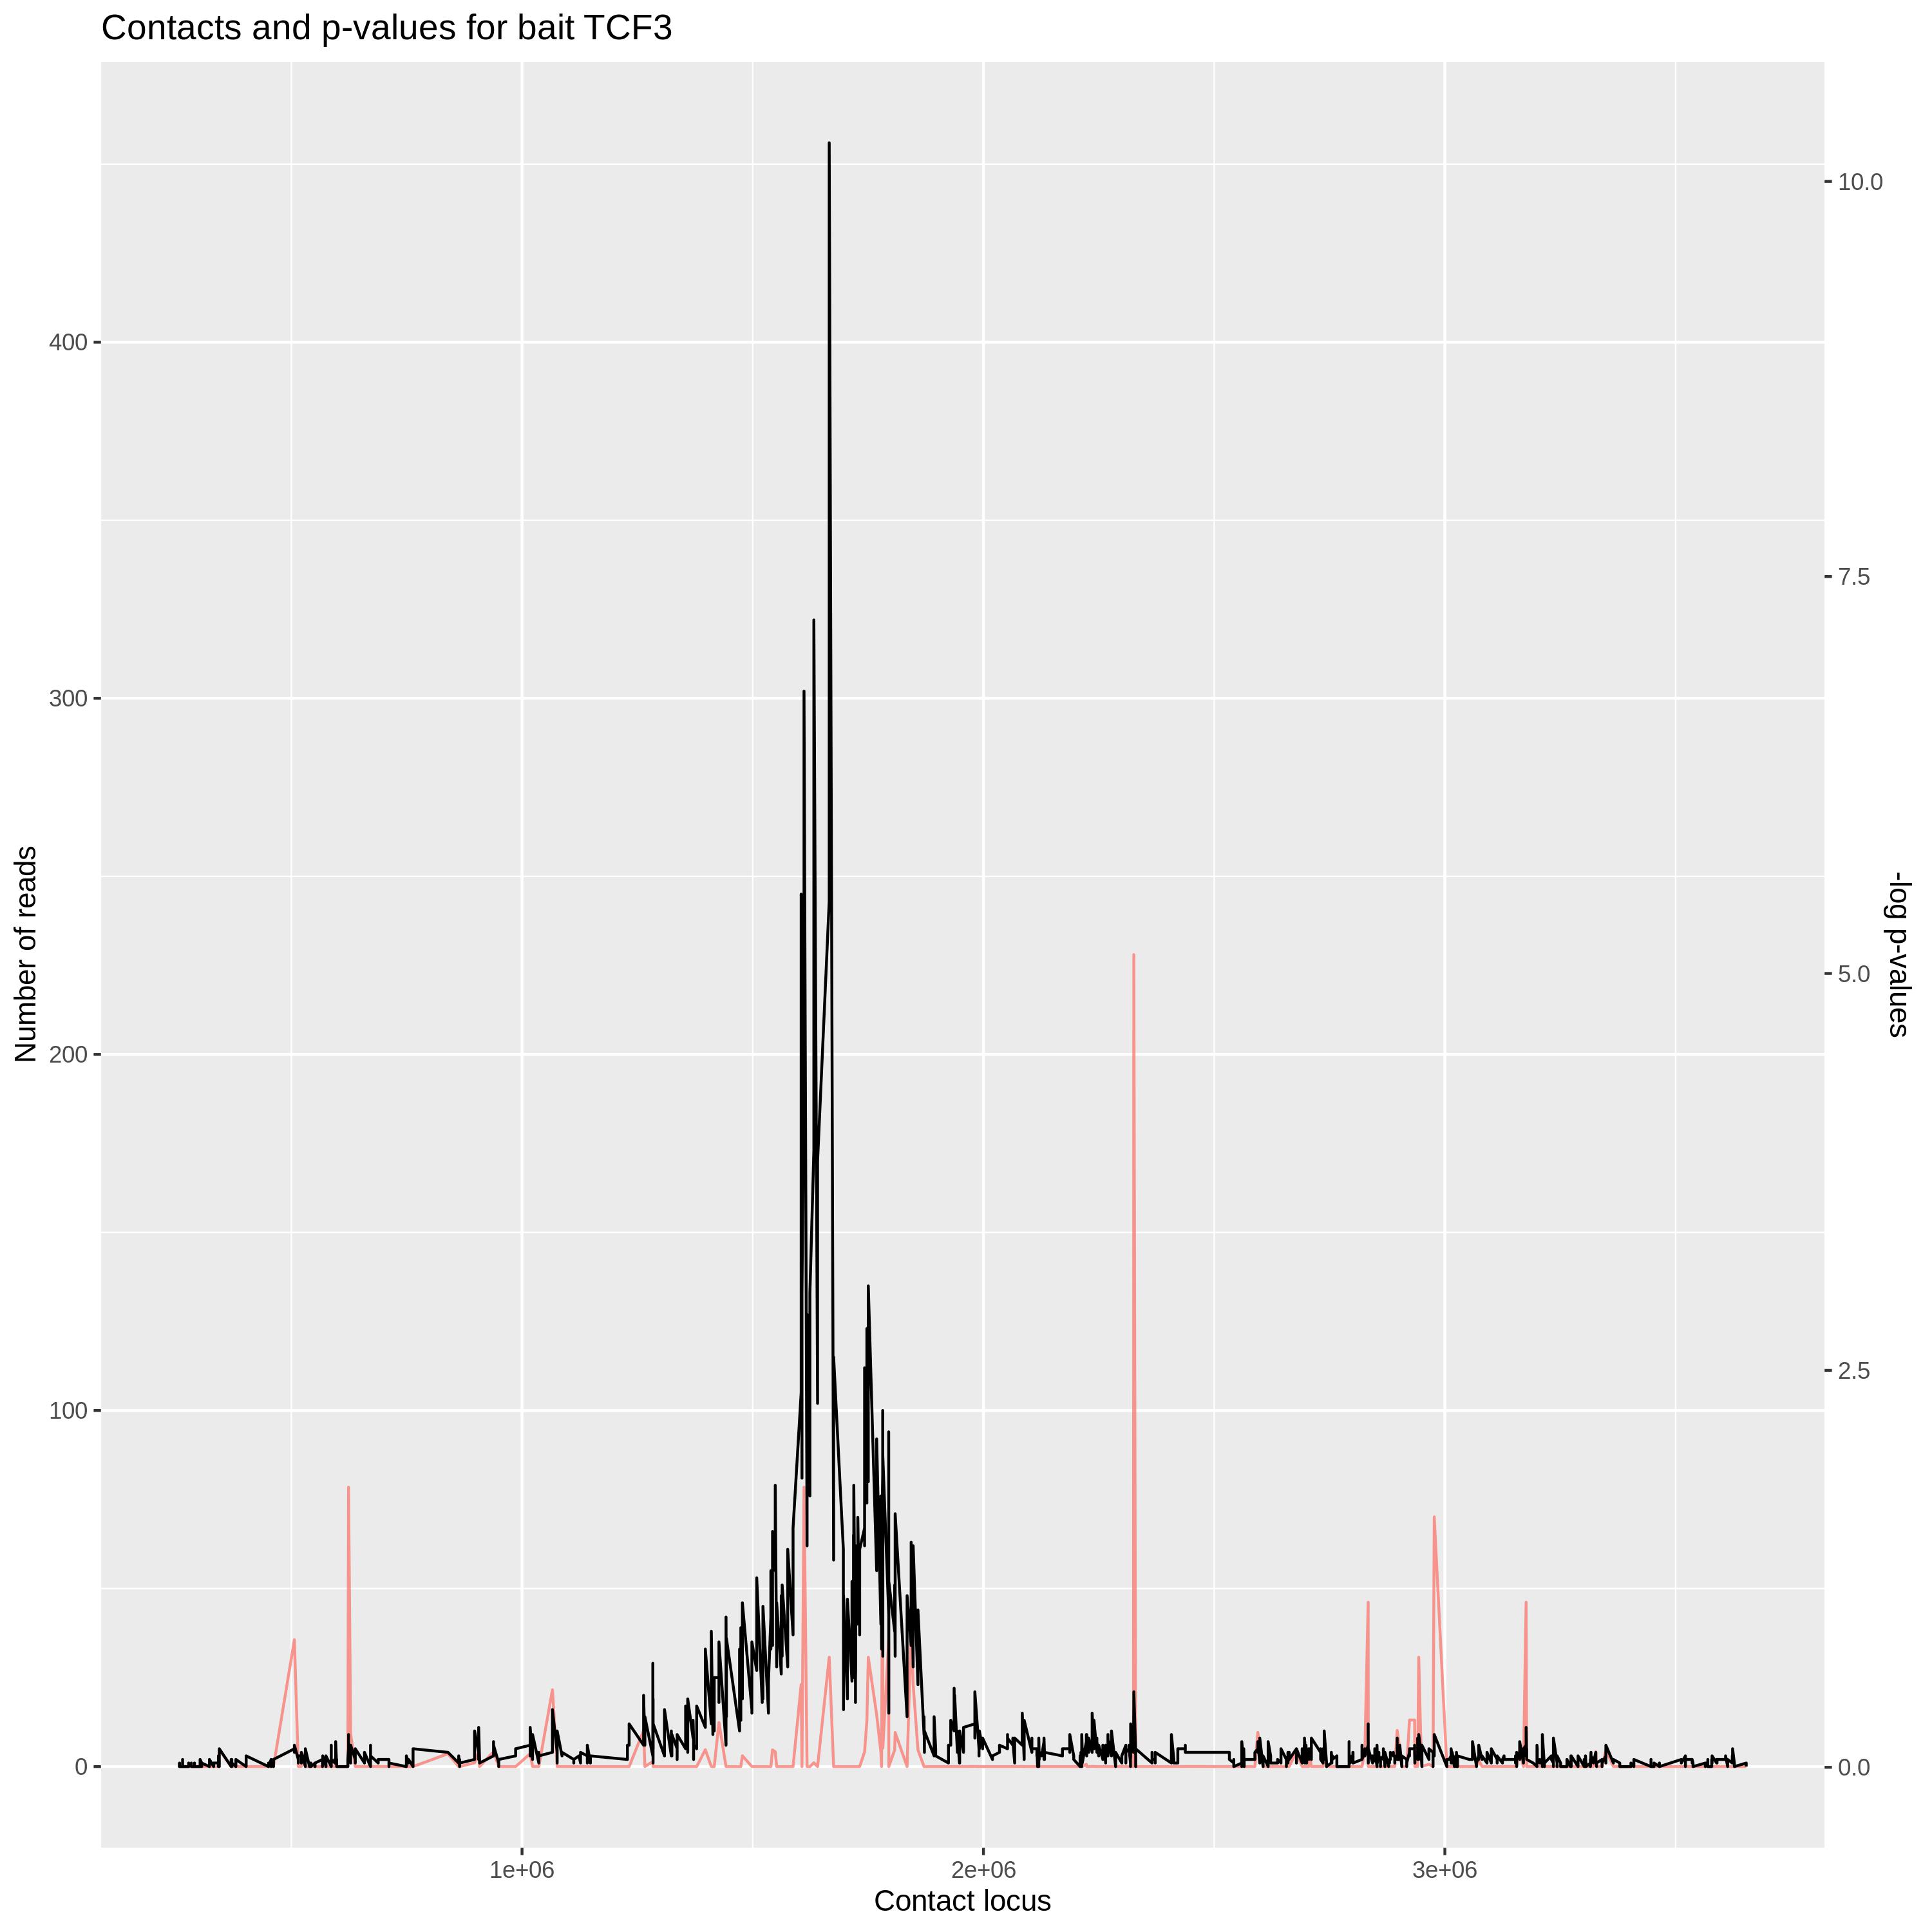 Contacts and p-values for bait TCF3
Number of reads
400
300
200
100
0
10.0
7.5
5.0
2.5
0.0
-log p-values
1e+06
2e+06
3e+06
Contact locus